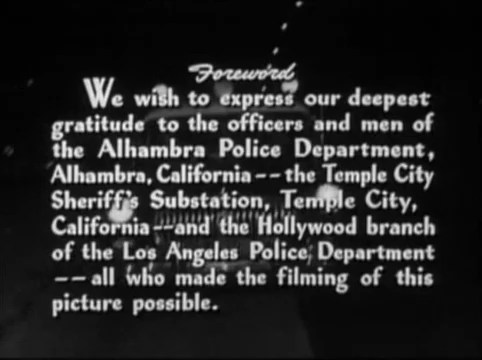 Foreword
We wish to express our deepest
gratitude to the officers and men of
the Alhambra Police Department,
Alhambra, California -- the Temple City
Sheriff's Substation, Temple City,
California -- and the Hollywood branch
of the Los Angeles Police Department
-- all who made the filming of this
picture possible.